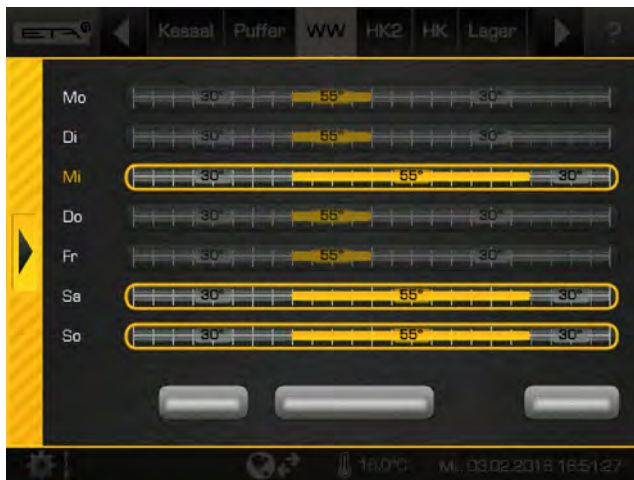 ETA
Kessel Puffer WW HK2 HK Lager ?
Mo 30° 55° 30°
Di 30° 55° 30°
Mi 30° 55° 30°
Do 30° 55° 30°
Fr 30° 55° 30°
Sa 30° 55° 30°
So 30° 55° 30°
16.0°C Mi., 03.02.2016 16:51:27